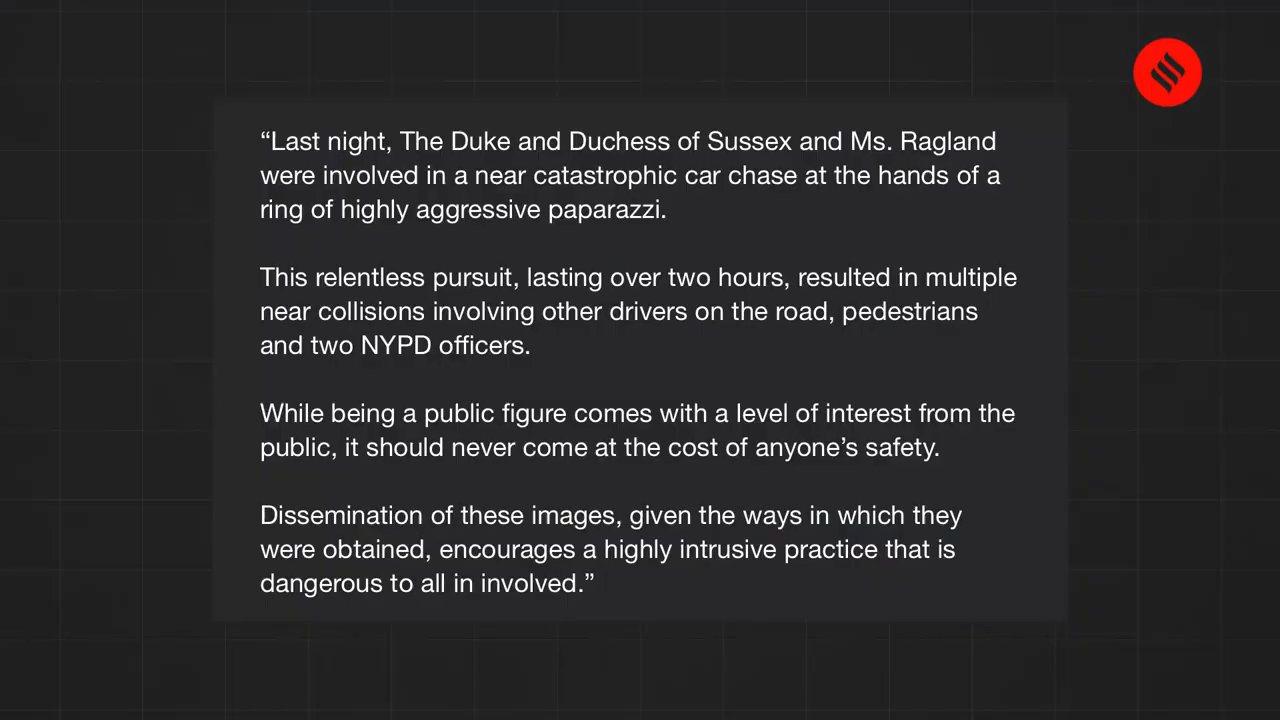 “Last night, The Duke and Duchess of Sussex and Ms. Ragland
were involved in a near catastrophic car chase at the hands of a
ring of highly aggressive paparazzi.
This relentless pursuit, lasting over two hours, resulted in multiple
near collisions involving other drivers on the road, pedestrians
and two NYPD officers.
While being a public figure comes with a level of interest from the
public, it should never come at the cost of anyone’s safety.
Dissemination of these images, given the ways in which they
were obtained, encourages a highly intrusive practice that is
dangerous to all in involved.”